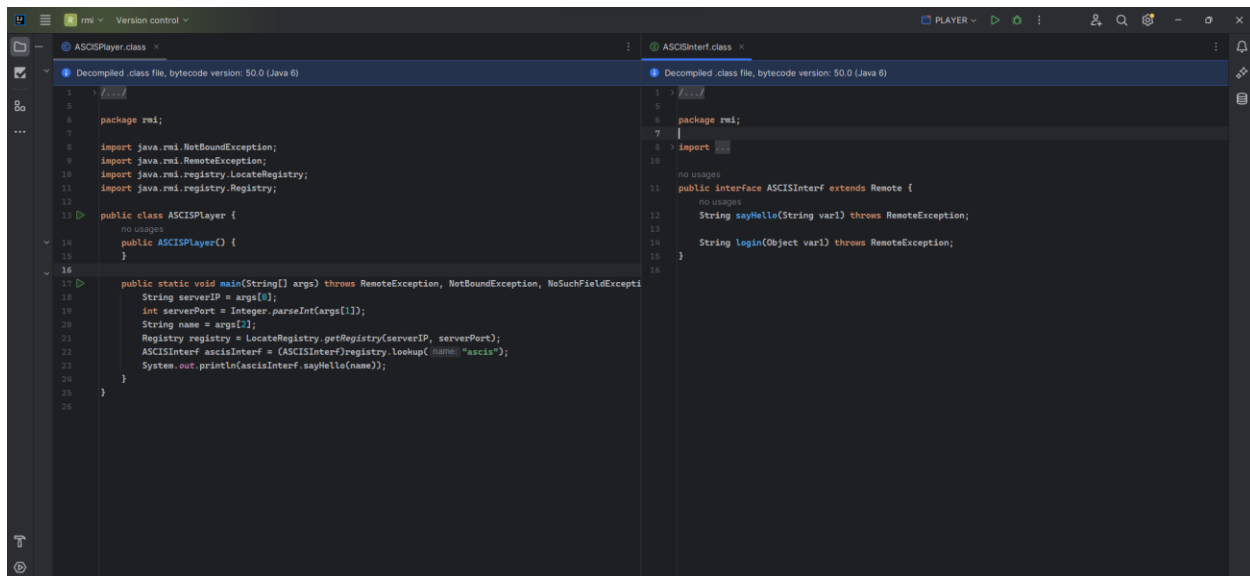 R rmi Version control PLAYER
ASCISPlayer.class
Decompiled .class file, bytecode version: 50.0 (Java 6)
1 /.../
5
6 package rmi;
7
8 import java.rmi.NotBoundException;
9 import java.rmi.RemoteException;
10 import java.rmi.registry.LocateRegistry;
11 import java.rmi.registry.Registry;
12
13 public class ASCISPlayer {
no usages
14 public ASCISPlayer() {
15 }
16
17 public static void main(String[] args) throws RemoteException, NotBoundException, NoSuchFieldExcepti
18 String serverIP = args[0];
19 int serverPort = Integer.parseInt(args[1]);
20 String name = args[2];
21 Registry registry = LocateRegistry.getRegistry(serverIP, serverPort);
22 ASCISInterf ascisInterf = (ASCISInterf)registry.lookup( name: "ascis");
23 System.out.println(ascisInterf.sayHello(name));
24 }
25 }
26
ASCISInterf.class
Decompiled .class file, bytecode version: 50.0 (Java 6)
1 /.../
5
6 package rmi;
7
8 import ...
10
no usages
11 public interface ASCISInterf extends Remote {
no usages
12 String sayHello(String var1) throws RemoteException;
13
14 String login(Object var1) throws RemoteException;
15 }
16